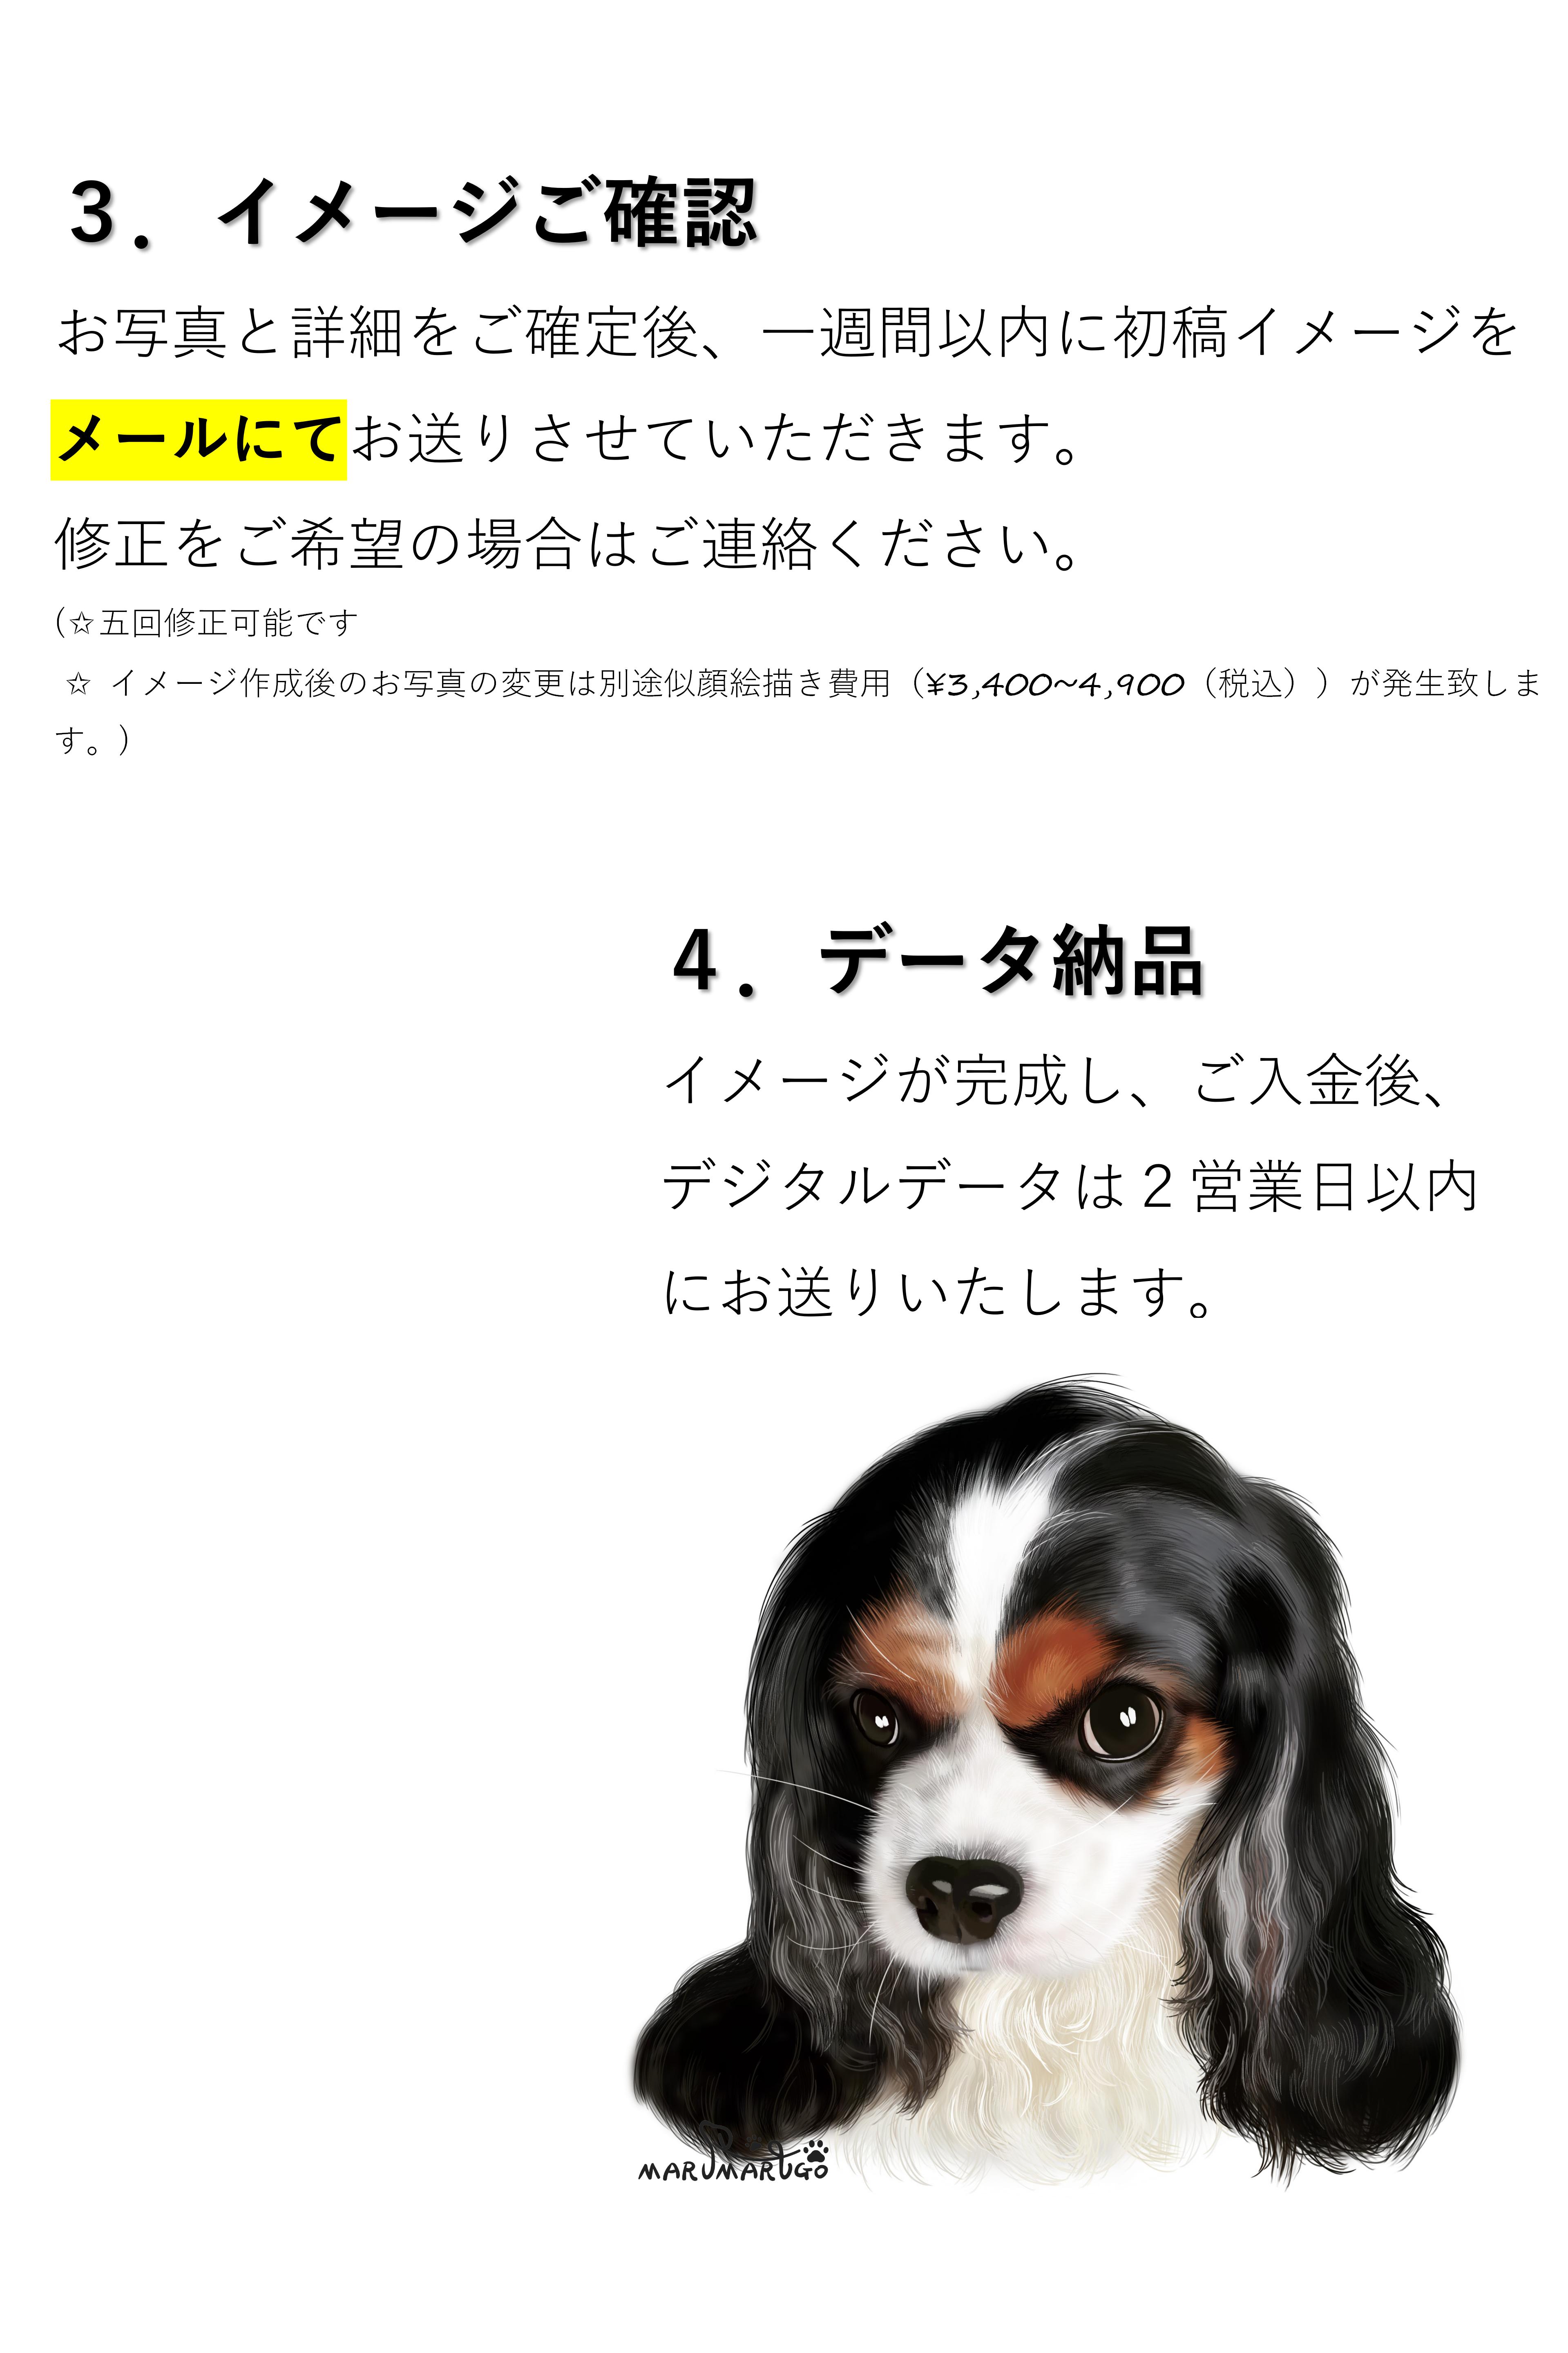 ３．イメージご確認
お写真と詳細をご確定後、一週間以内に初稿イメージを
メールにてお送りさせていただきます。
修正をご希望の場合はご連絡ください。
(☆五回修正可能です
☆ イメージ作成後のお写真の変更は別途似顔絵描き費用（¥3,400~4,900（税込））が発生致しま
す。)
４．データ納品
イメージが完成し、ご入金後、
デジタルデータは２営業日以内
にお送りいたします。
MARUMARUGO